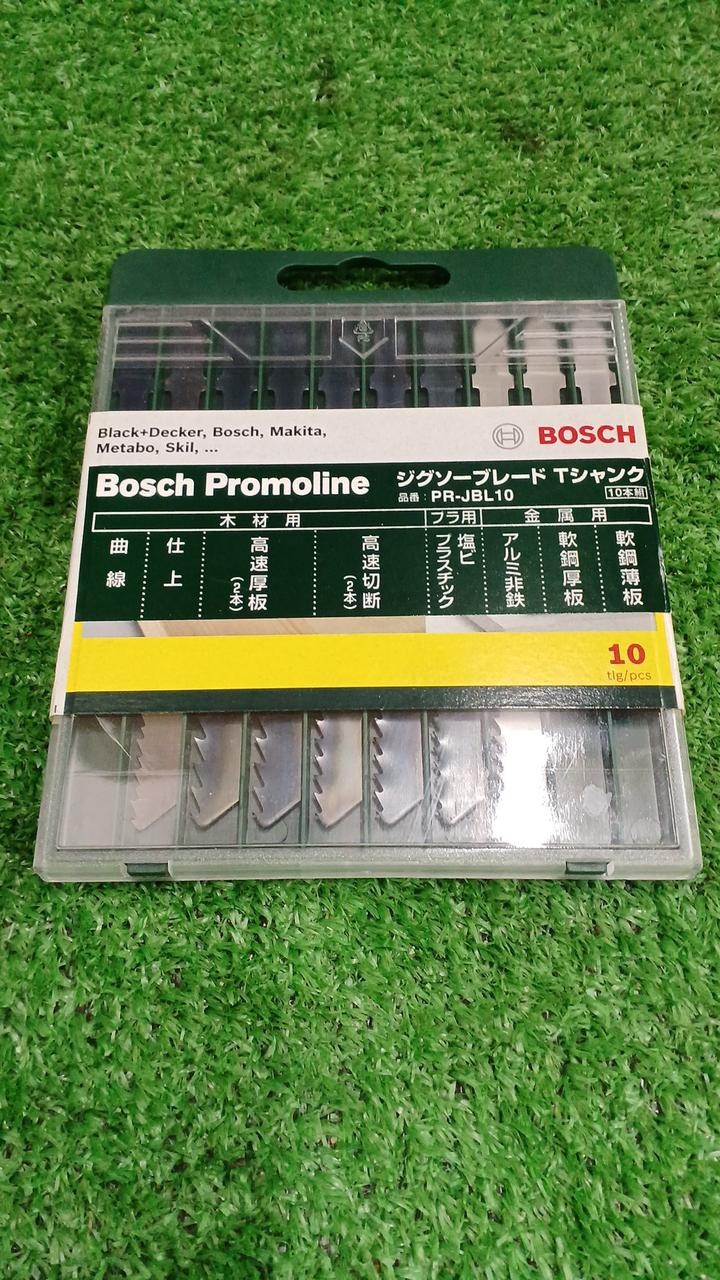 Black+Decker, Bosch, Makita,
Metabo, Skil, ...
BOSCH
Bosch Promoline
ジグソーブレード Tシャンク
品番：PR-JBL10
10本組
木材用
プラ用
金属用
曲線
仕上
高速厚板
(2本)
高速切断
(2本)
塩ビ
プラスチック
アルミ非鉄
軟鋼厚板
軟鋼薄板
10
tlg/pcs